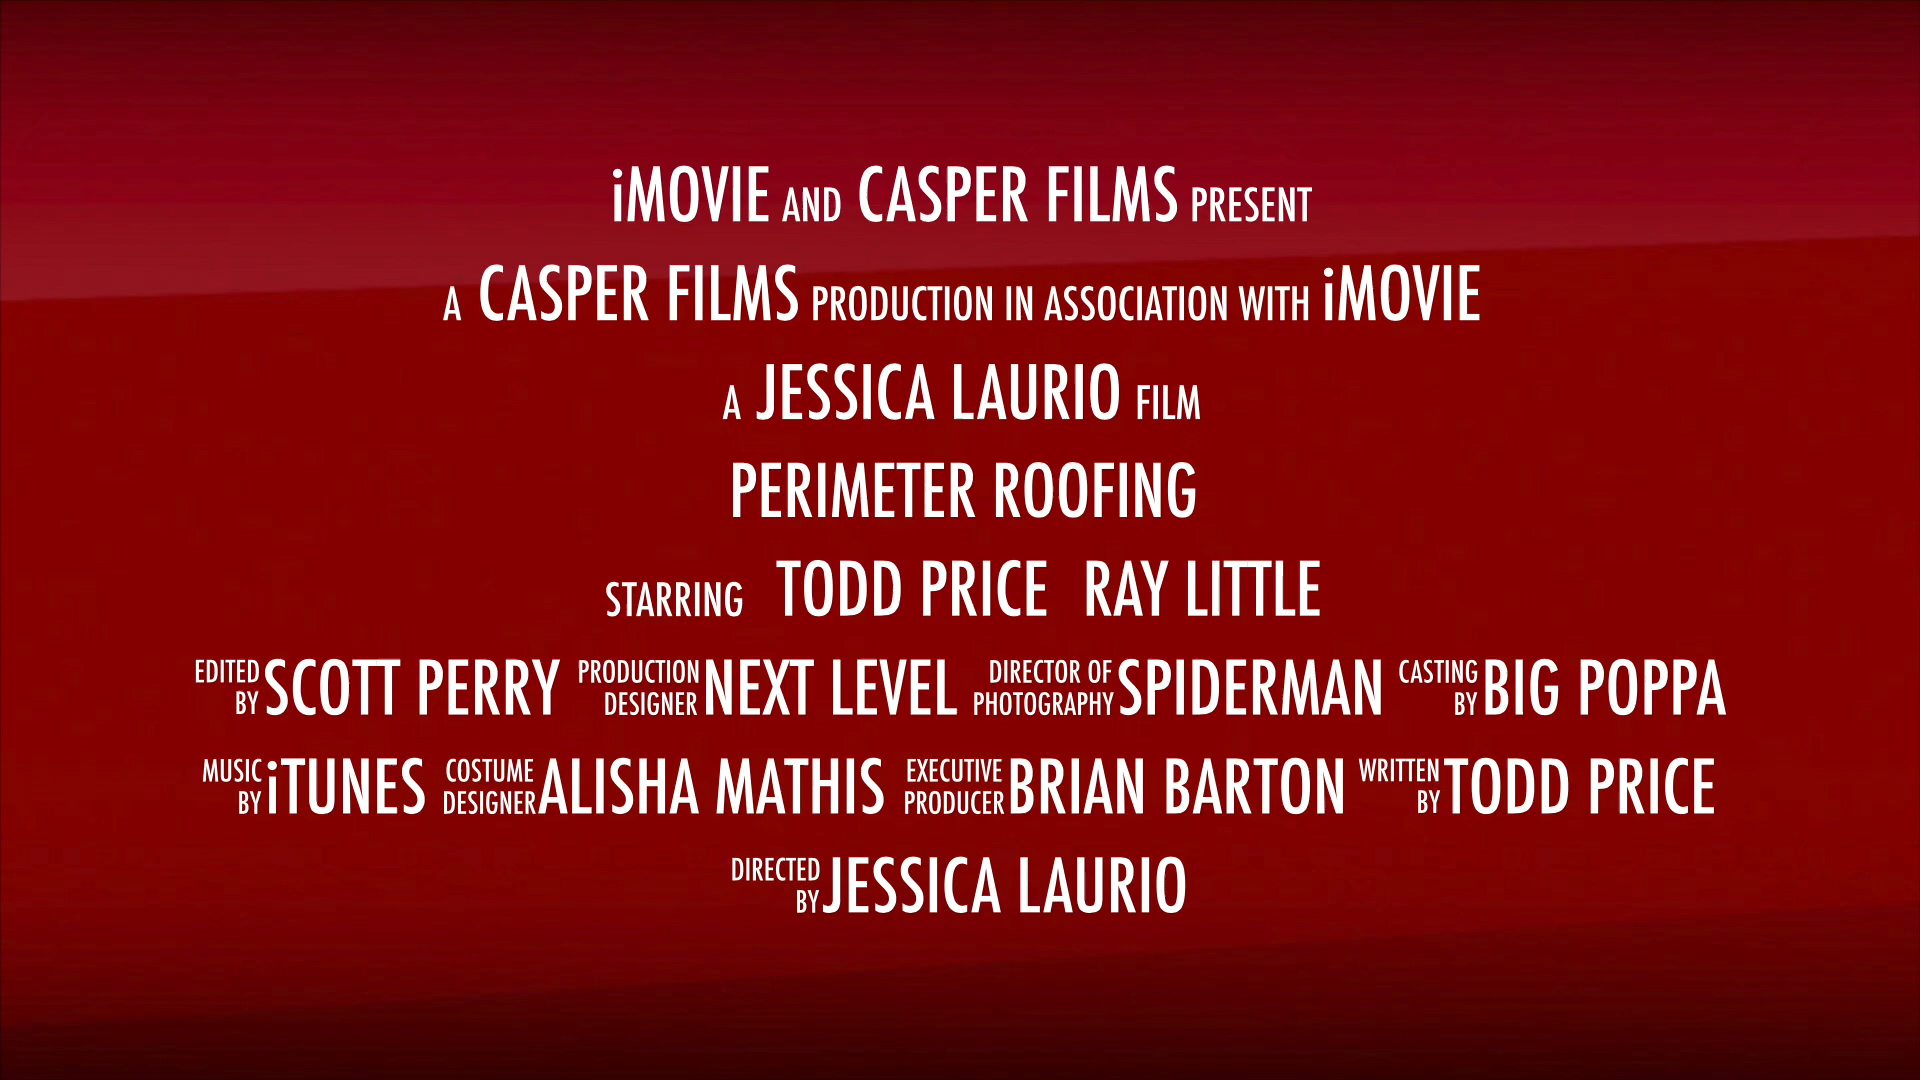 iMOVIE AND CASPER FILMS PRESENT
A CASPER FILMS PRODUCTION IN ASSOCIATION WITH iMOVIE
A JESSICA LAURIO FILM
PERIMETER ROOFING
STARRING TODD PRICE RAY LITTLE
EDITED BY SCOTT PERRY PRODUCTION DESIGNER NEXT LEVEL DIRECTOR OF PHOTOGRAPHY SPIDERMAN CASTING BY BIG POPPA
MUSIC BY iTUNES COSTUME DESIGNER ALISHA MATHIS EXECUTIVE PRODUCER BRIAN BARTON WRITTEN BY TODD PRICE
DIRECTED BY JESSICA LAURIO